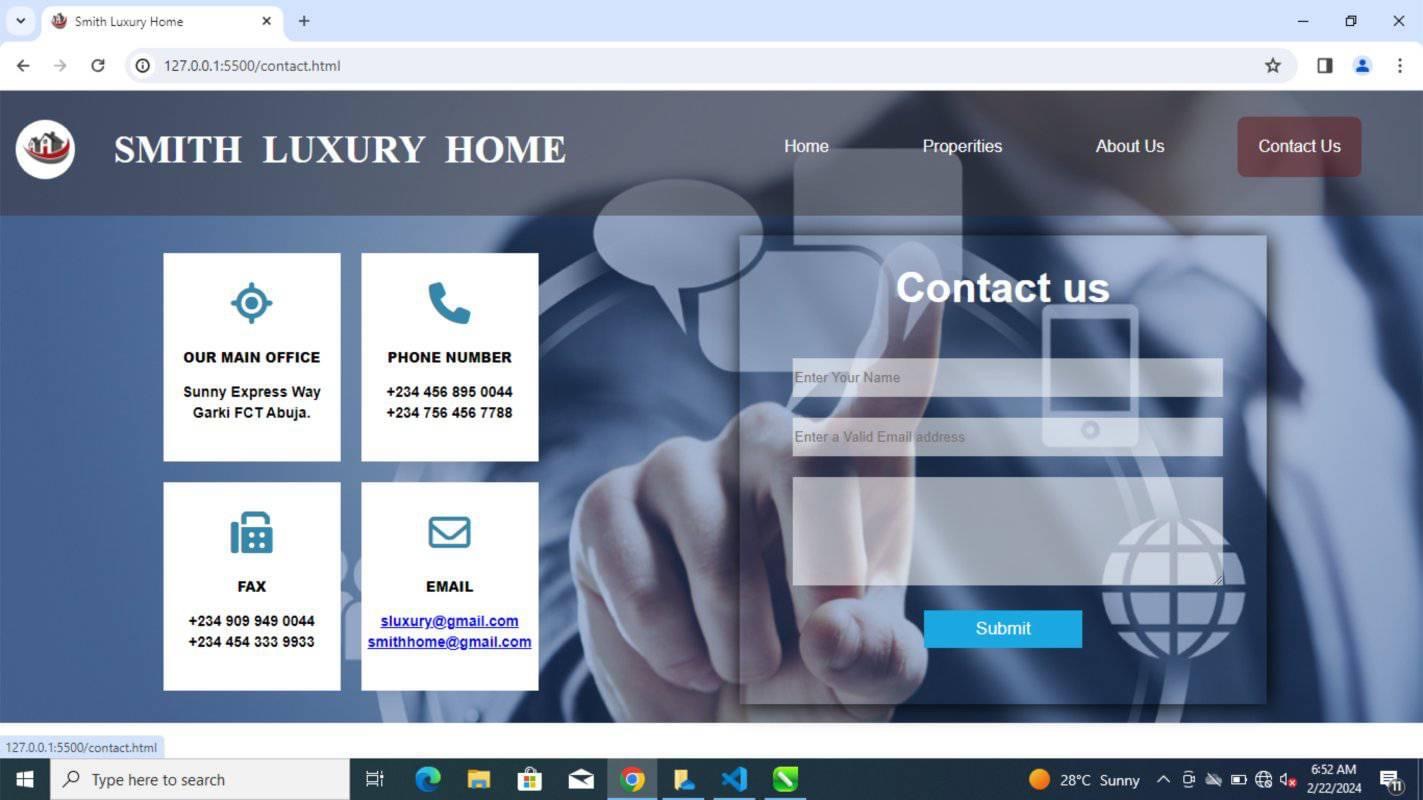 Smith Luxury Home
127.0.0.1:5500/contact.html
SMITH LUXURY HOME
Home
Properities
About Us
Contact Us
OUR MAIN OFFICE
Sunny Express Way
Garki FCT Abuja.
PHONE NUMBER
+234 456 895 0044
+234 756 456 7788
FAX
+234 909 949 0044
+234 454 333 9933
EMAIL
sluxury@gmail.com
smithhome@gmail.com
Contact us
Enter Your Name
Enter a Valid Email address
Submit
127.0.0.1:5500/contact.html
Type here to search
28°C Sunny
6:52 AM
2/22/2024
11